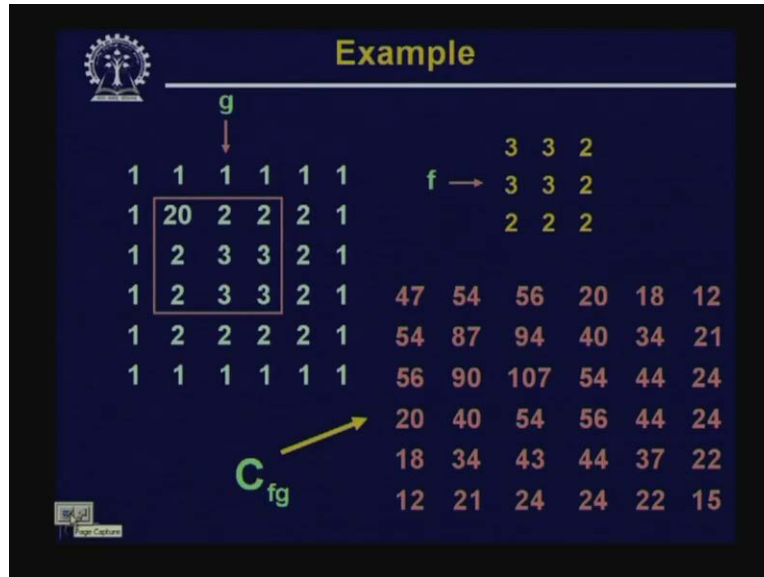 Example
g
1 1 1 1 1 1
1 20 2 2 2 1
1 2 3 3 2 1
1 2 3 3 2 1
1 2 2 2 2 1
1 1 1 1 1 1
f
3 3 2
3 3 2
2 2 2
47 54 56 20 18 12
54 87 94 40 34 21
56 90 107 54 44 24
20 40 54 56 44 24
18 34 43 44 37 22
12 21 24 24 22 15
C fg
Page Capture